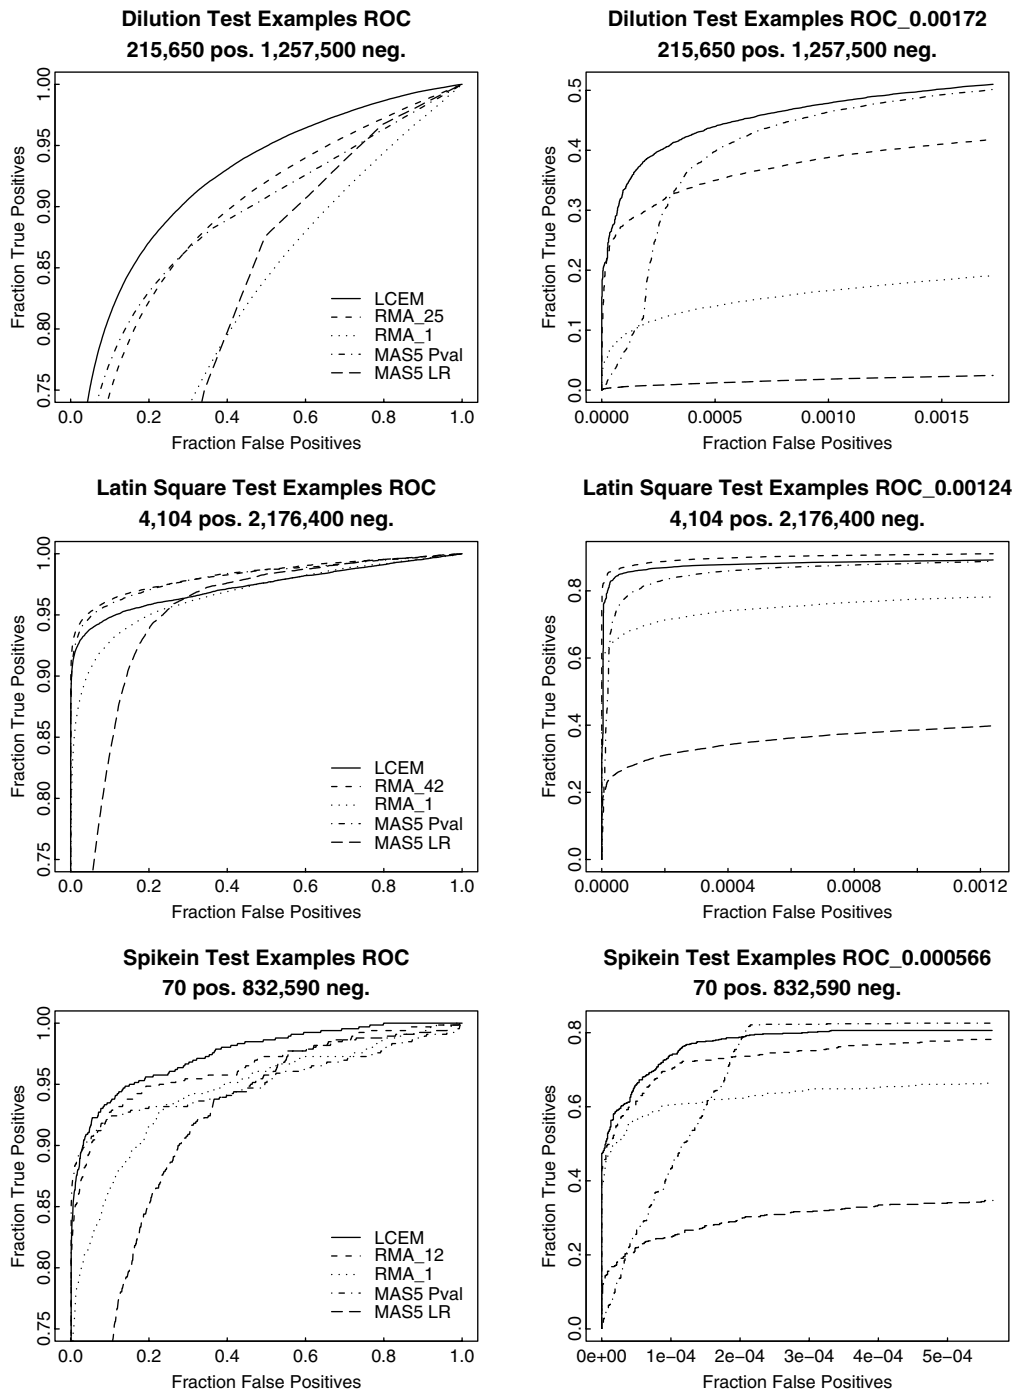 Dilution Test Examples ROC
215,650 pos. 1,257,500 neg.
Fraction True Positives
0.75 0.80 0.85 0.90 0.95 1.00
LCEM
RMA_25
RMA_1
MAS5 Pval
MAS5 LR
0.0 0.2 0.4 0.6 0.8 1.0
Fraction False Positives
Dilution Test Examples ROC_0.00172
215,650 pos. 1,257,500 neg.
Fraction True Positives
0.0 0.1 0.2 0.3 0.4 0.5
0.0000 0.0005 0.0010 0.0015
Fraction False Positives
Latin Square Test Examples ROC
4,104 pos. 2,176,400 neg.
Fraction True Positives
0.75 0.80 0.85 0.90 0.95 1.00
LCEM
RMA_42
RMA_1
MAS5 Pval
MAS5 LR
0.0 0.2 0.4 0.6 0.8 1.0
Fraction False Positives
Latin Square Test Examples ROC_0.00124
4,104 pos. 2,176,400 neg.
Fraction True Positives
0.0 0.2 0.4 0.6 0.8
0.0000 0.0004 0.0008 0.0012
Fraction False Positives
Spikein Test Examples ROC
70 pos. 832,590 neg.
Fraction True Positives
0.75 0.80 0.85 0.90 0.95 1.00
LCEM
RMA_12
RMA_1
MAS5 Pval
MAS5 LR
0.0 0.2 0.4 0.6 0.8 1.0
Fraction False Positives
Spikein Test Examples ROC_0.000566
70 pos. 832,590 neg.
Fraction True Positives
0.0 0.2 0.4 0.6 0.8
0e+00 1e-04 2e-04 3e-04 4e-04 5e-04
Fraction False Positives